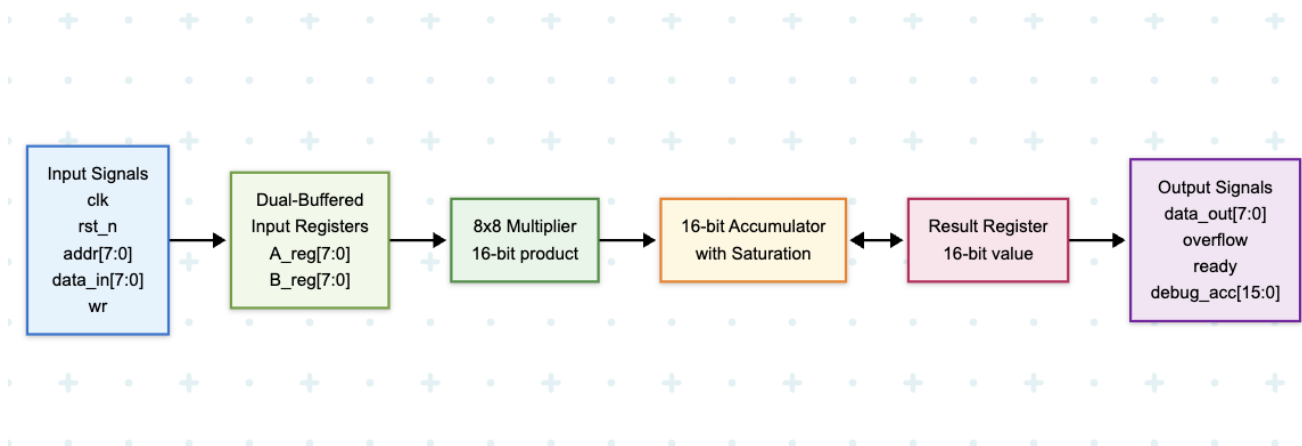 Input Signals
clk
rst_n
addr[7:0]
data_in[7:0]
wr
Dual-Buffered
Input Registers
A_reg[7:0]
B_reg[7:0]
8x8 Multiplier
16-bit product
16-bit Accumulator
with Saturation
Result Register
16-bit value
Output Signals
data_out[7:0]
overflow
ready
debug_acc[15:0]